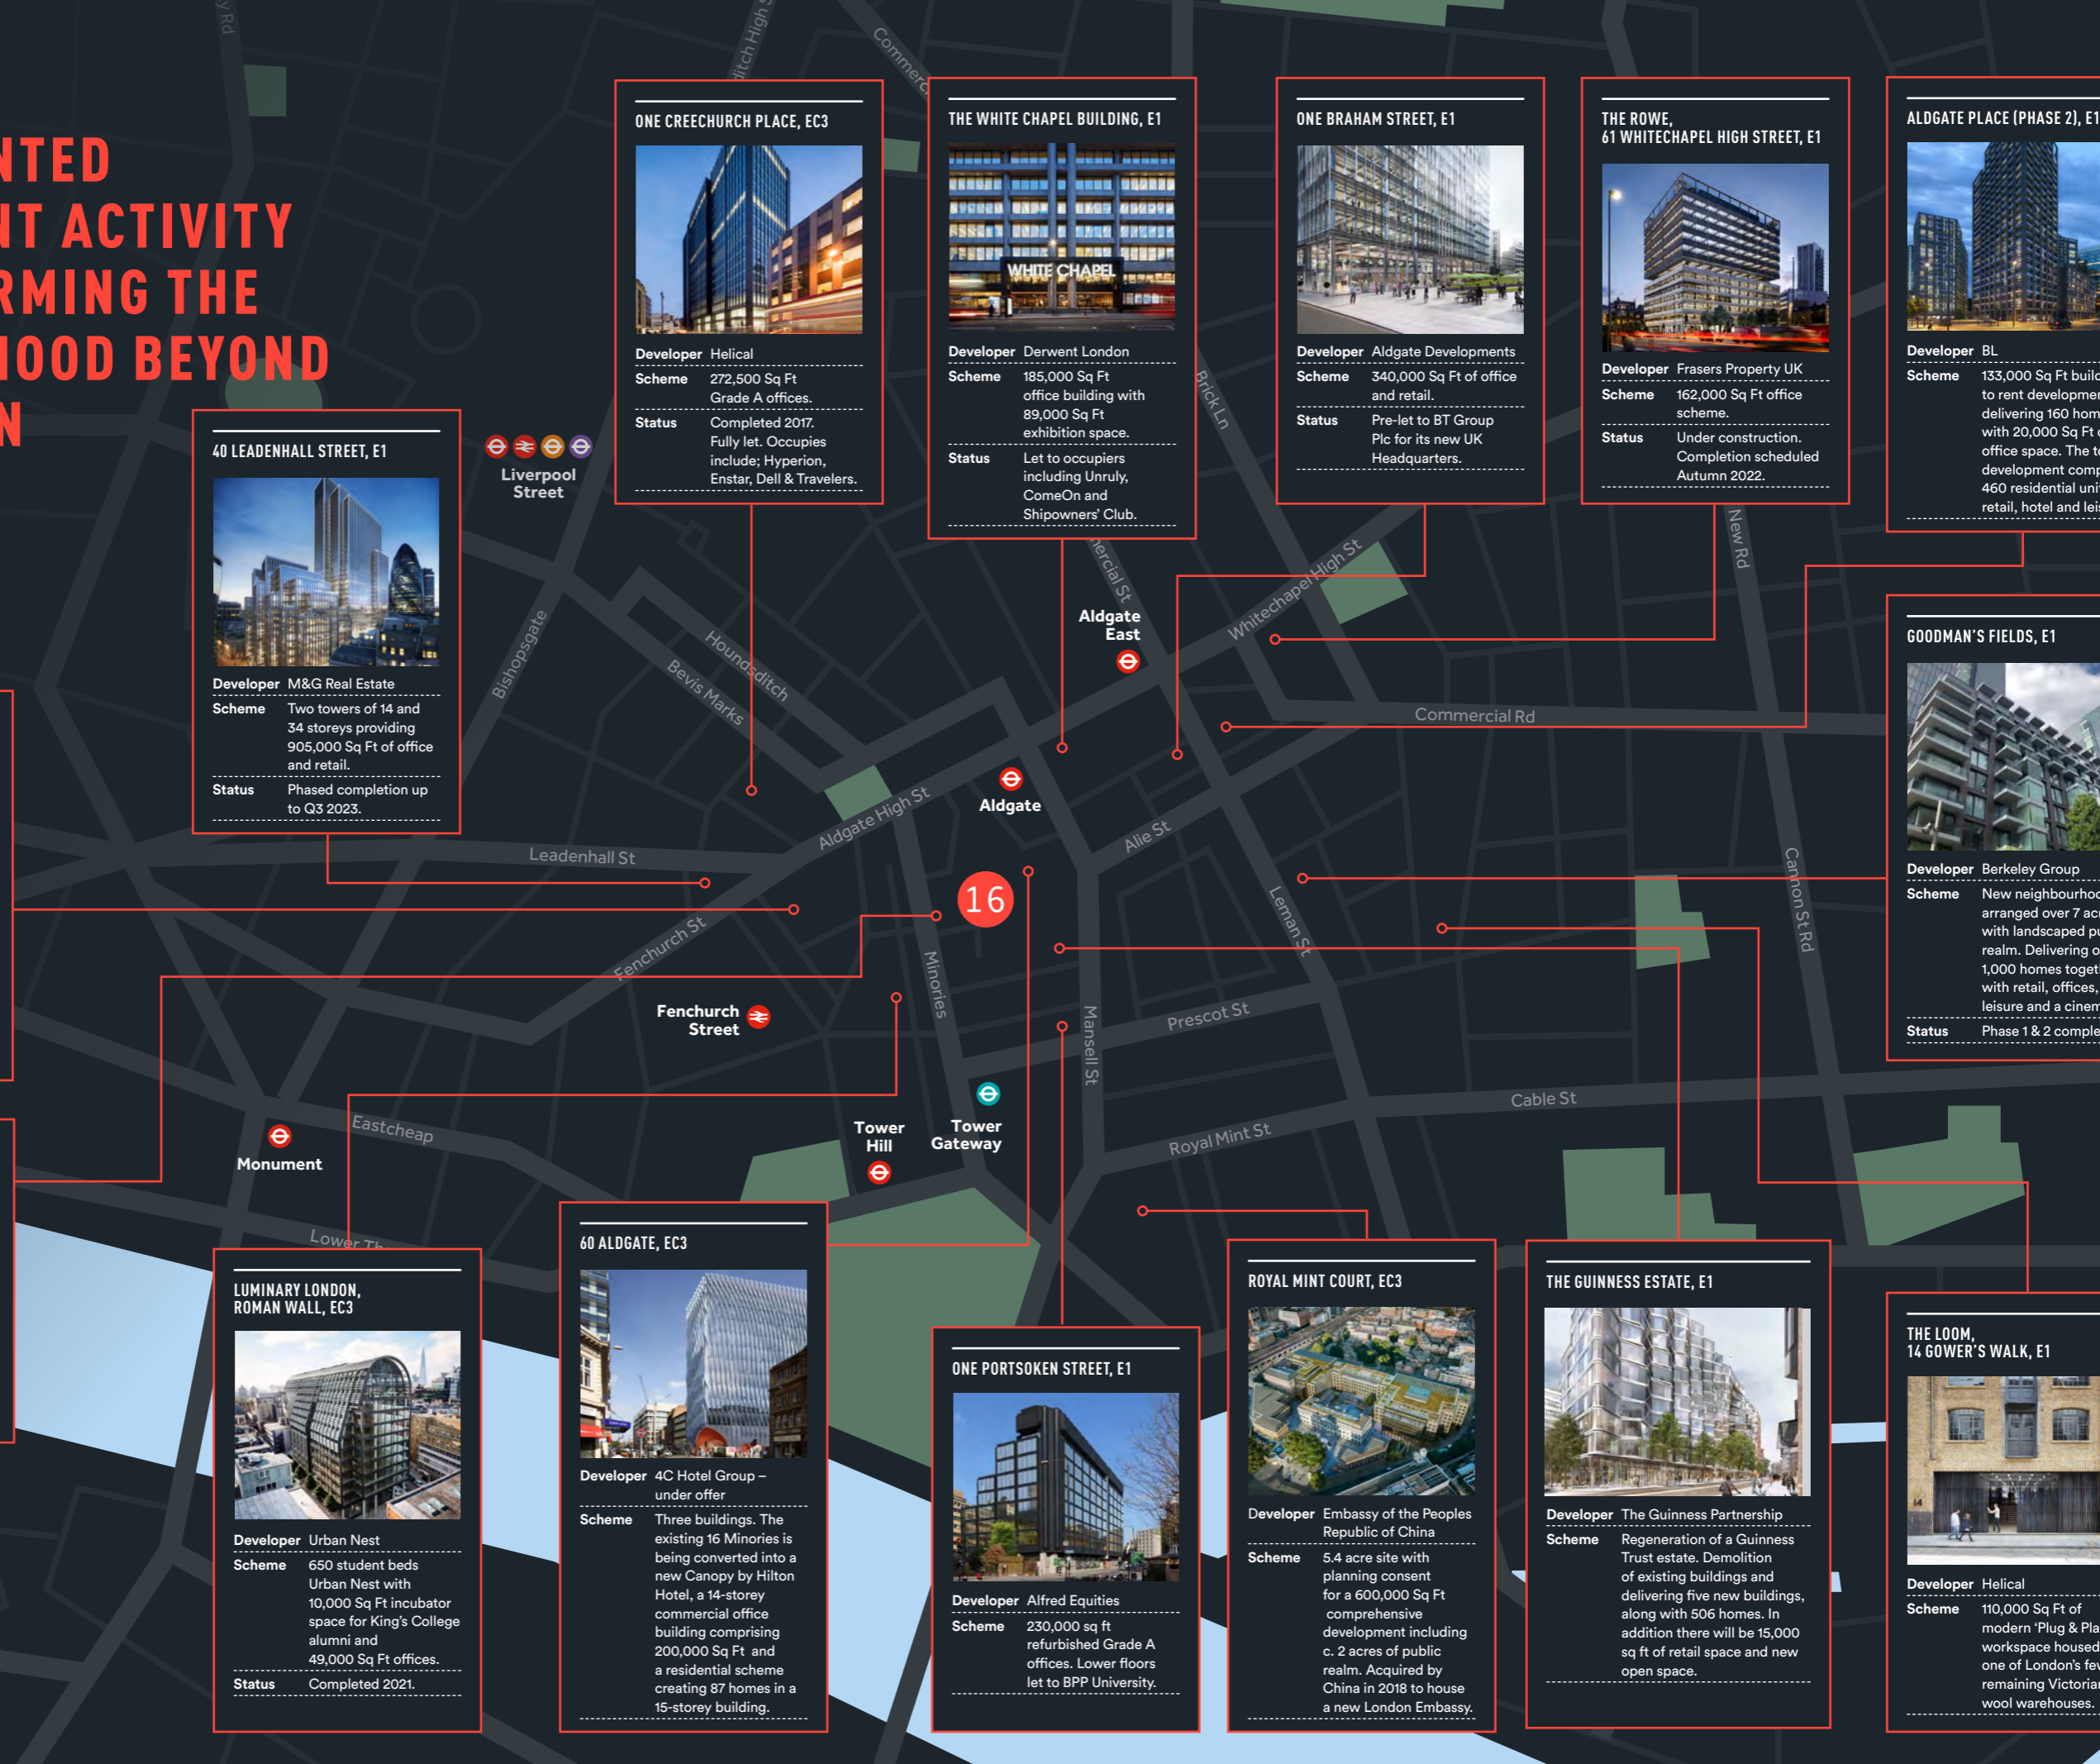 NTED
NT ACTIVITY
RMING THE
HOOD BEYOND
N
40 LEADENHALL STREET, E1
Developer M&G Real Estate
Scheme Two towers of 14 and
34 storeys providing
905,000 Sq Ft of office
and retail.
Status Phased completion up
to Q3 2023.
ONE CREECHURCH PLACE, EC3
Developer Helical
Scheme 272,500 Sq Ft
Grade A offices.
Status Completed 2017.
Fully let. Occupies
include; Hyperion,
Enstar, Dell & Travelers.
THE WHITE CHAPEL BUILDING, E1
WHITE CHAPEL
Developer Derwent London
Scheme 185,000 Sq Ft
office building with
89,000 Sq Ft
exhibition space.
Status Let to occupiers
including Unruly,
ComeOn and
Shipowners' Club.
ONE BRAHAM STREET, E1
Developer Aldgate Developments
Scheme 340,000 Sq Ft of office
and retail.
Status Pre-let to BT Group
Plc for its new UK
Headquarters.
THE ROWE,
61 WHITECHAPEL HIGH STREET, E1
Developer Frasers Property UK
Scheme 162,000 Sq Ft office
scheme.
Status Under construction.
Completion scheduled
Autumn 2022.
ALDGATE PLACE (PHASE 2), E1
Developer BL
Scheme 133,000 Sq Ft build
to rent developmen
delivering 160 hom
with 20,000 Sq Ft o
office space. The to
development comp
460 residential uni
retail, hotel and leis
GOODMAN'S FIELDS, E1
Developer Berkeley Group
Scheme New neighbourhoo
arranged over 7 acr
with landscaped pu
realm. Delivering o
1,000 homes toget
with retail, offices,
leisure and a cinem
Status Phase 1 & 2 comple
y Rd
ditch High S
Commerc
Brick Ln
ercial St
Whitechapel High St
New Rd
Liverpool
Street
Bishopsgate
Houndsditch
Bevis Marks
Aldgate
East
Commercial Rd
Aldgate
Aldgate High St
Alie St
Leadenhall St
16
Fenchurch St
Minories
Leman St
Cannon St Rd
Fenchurch
Street
Mansell St
Prescot St
Cable St
Royal Mint St
Tower
Hill
Tower
Gateway
Eastcheap
Monument
Lower Th
LUMINARY LONDON,
ROMAN WALL, EC3
Developer Urban Nest
Scheme 650 student beds
Urban Nest with
10,000 Sq Ft incubator
space for King's College
alumni and
49,000 Sq Ft offices.
Status Completed 2021.
60 ALDGATE, EC3
Developer 4C Hotel Group –
under offer
Scheme Three buildings. The
existing 16 Minories is
being converted into a
new Canopy by Hilton
Hotel, a 14-storey
commercial office
building comprising
200,000 Sq Ft and
a residential scheme
creating 87 homes in a
15-storey building.
ONE PORTSOKEN STREET, E1
Developer Alfred Equities
Scheme 230,000 sq ft
refurbished Grade A
offices. Lower floors
let to BPP University.
ROYAL MINT COURT, EC3
Developer Embassy of the Peoples
Republic of China
Scheme 5.4 acre site with
planning consent
for a 600,000 Sq Ft
comprehensive
development including
c. 2 acres of public
realm. Acquired by
China in 2018 to house
a new London Embassy.
THE GUINNESS ESTATE, E1
Developer The Guinness Partnership
Scheme Regeneration of a Guinness
Trust estate. Demolition
of existing buildings and
delivering five new buildings,
along with 506 homes. In
addition there will be 15,000
sq ft of retail space and new
open space.
THE LOOM,
14 GOWER'S WALK, E1
14
Developer Helical
Scheme 110,000 Sq Ft of
modern 'Plug & Pla
workspace housed
one of London's few
remaining Victorian
wool warehouses.